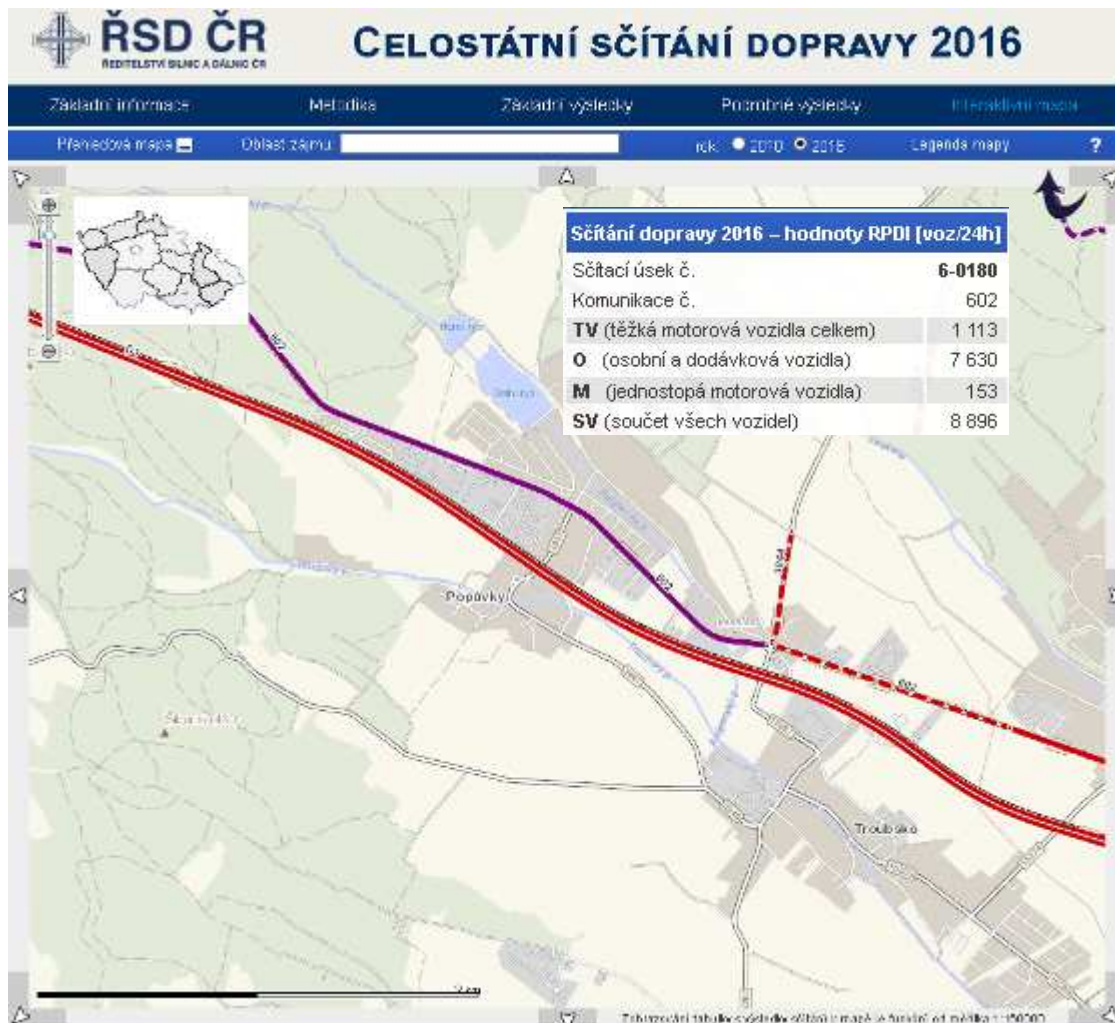 ŘSD ČR
ŘEDITELSTVÍ SILNIC A DÁLNIC ČR
CELOSTÁTNÍ SČÍTÁNÍ DOPRAVY 2016
Základní informace Metodika Základní výsledky Podrobné výsledky Interaktivní mapa
Přehledová mapa Oblast zájmu: rok: 2010 2016 Legenda mapy ?
Sčítání dopravy 2016 – hodnoty RPDI [voz/24h]
Sčítací úsek č. 6-0180
Komunikace č. 602
TV (těžká motorová vozidla celkem) 1 113
O (osobní a dodávková vozidla) 7 630
M (jednostopá motorová vozidla) 153
SV (součet všech vozidel) 8 896
602
602
Popůvky
602
Troubsko